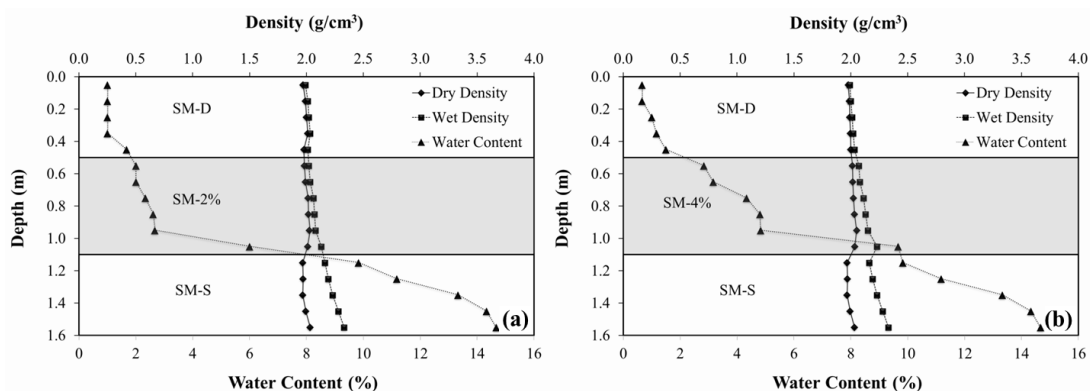 Density (g/cm³)
0.0 0.5 1.0 1.5 2.0 2.5 3.0 3.5 4.0
0.0
0.2
0.4
0.6
0.8
1.0
1.2
1.4
1.6
Depth (m)
SM-D
Dry Density
Wet Density
Water Content
SM-2%
SM-S
(a)
0 2 4 6 8 10 12 14 16
Water Content (%)
Density (g/cm³)
0.0 0.5 1.0 1.5 2.0 2.5 3.0 3.5 4.0
0.0
0.2
0.4
0.6
0.8
1.0
1.2
1.4
1.6
Depth (m)
SM-D
Dry Density
Wet Density
Water Content
SM-4%
SM-S
(b)
0 2 4 6 8 10 12 14 16
Water Content (%)